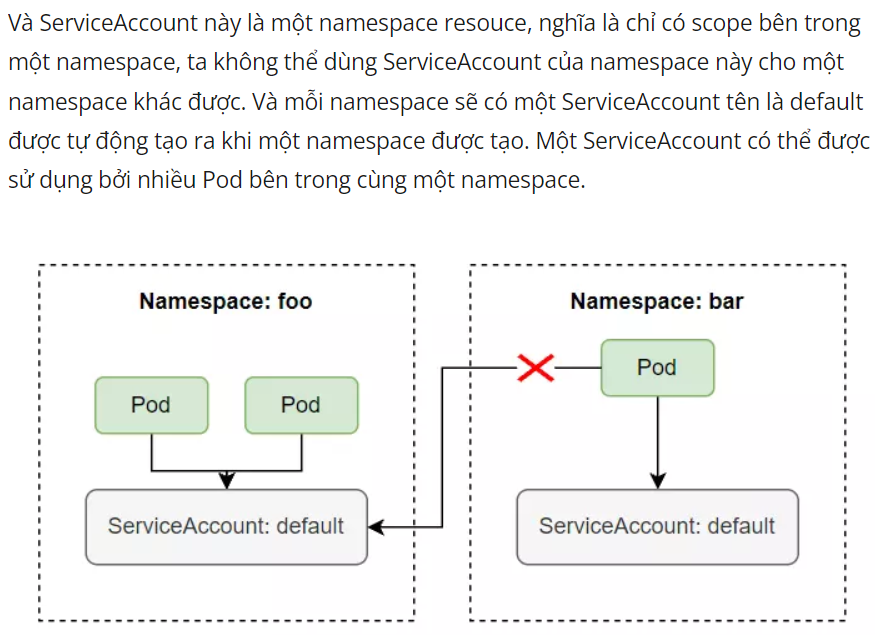 Và ServiceAccount này là một namespace resouce, nghĩa là chỉ có scope bên trong
một namespace, ta không thể dùng ServiceAccount của namespace này cho một
namespace khác được. Và mỗi namespace sẽ có một ServiceAccount tên là default
được tự động tạo ra khi một namespace được tạo. Một ServiceAccount có thể được
sử dụng bởi nhiều Pod bên trong cùng một namespace.
Namespace: foo
Pod
Pod
ServiceAccount: default
Namespace: bar
Pod
ServiceAccount: default